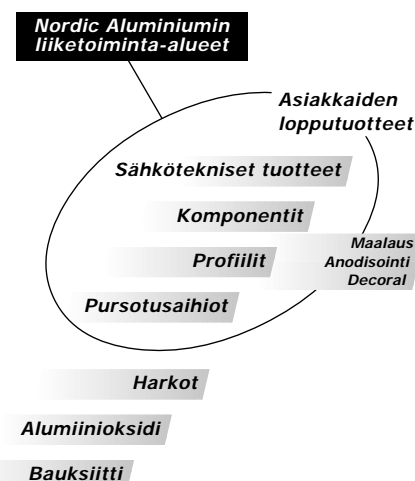 Nordic Aluminiumin
liiketoiminta-alueet
Asiakkaiden
lopputuotteet
Sähkötekniset tuotteet
Komponentit
Profiilit
Maalaus
Anodisointi
Decoral
Pursotusaihiot
Harkot
Alumiinioksidi
Bauksiitti